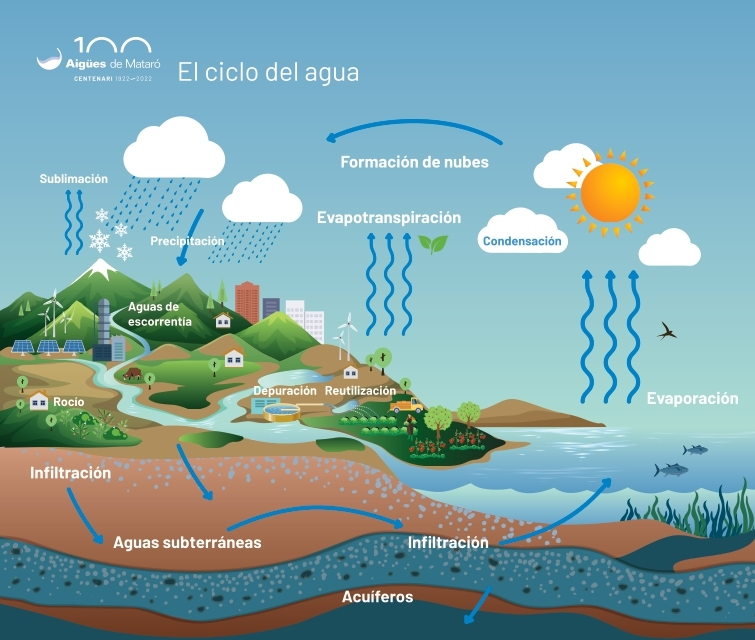 100
Aigües de Mataró
CENTENARI 1922-2022
El ciclo del agua
Formación de nubes
Sublimación
Evapotranspiración
Precipitación
Condensación
Aguas de
escorrentía
Depuración
Reutilización
Rocío
Evaporación
Infiltración
Aguas subterráneas
Infiltración
Acuíferos